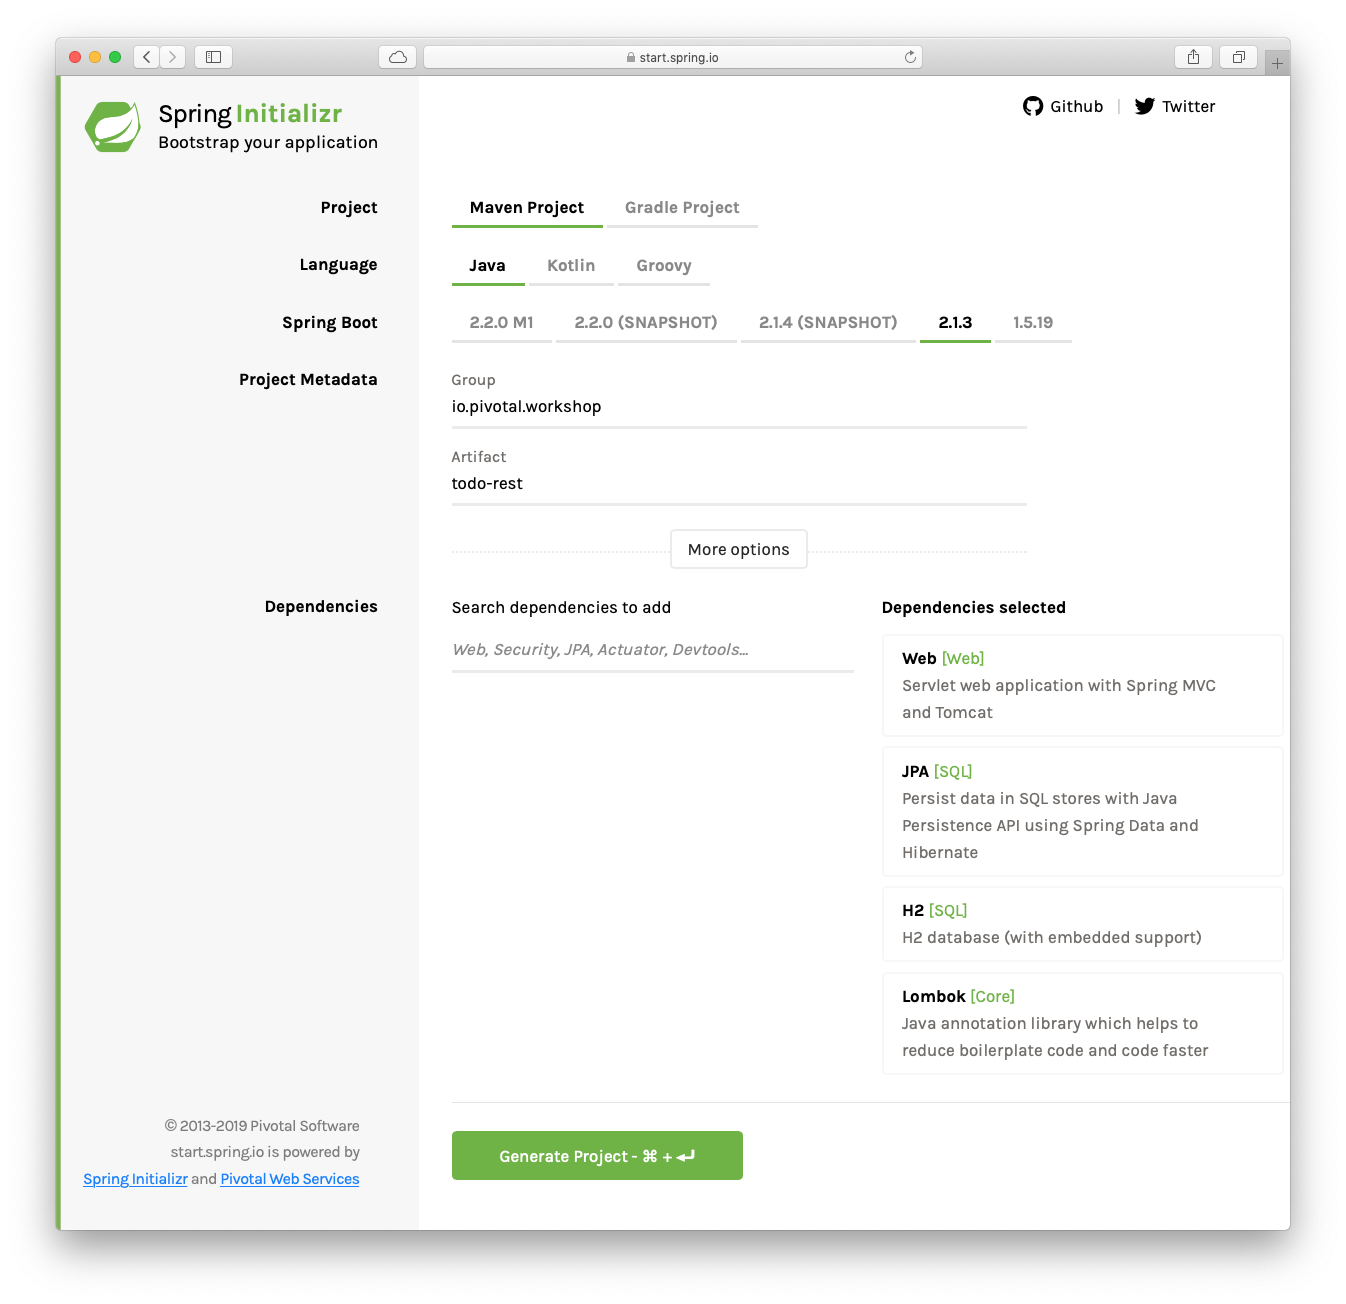 start.spring.io
Spring Initializr
Bootstrap your application
Github | Twitter
Project
Maven Project Gradle Project
Language
Java Kotlin Groovy
Spring Boot
2.2.0 M1 2.2.0 (SNAPSHOT) 2.1.4 (SNAPSHOT) 2.1.3 1.5.19
Project Metadata
Group
io.pivotal.workshop
Artifact
todo-rest
More options
Dependencies
Search dependencies to add
Web, Security, JPA, Actuator, Devtools...
Dependencies selected
Web [Web]
Servlet web application with Spring MVC
and Tomcat
JPA [SQL]
Persist data in SQL stores with Java
Persistence API using Spring Data and
Hibernate
H2 [SQL]
H2 database (with embedded support)
Lombok [Core]
Java annotation library which helps to
reduce boilerplate code and code faster
© 2013-2019 Pivotal Software
start.spring.io is powered by
Spring Initializr and Pivotal Web Services
Generate Project - ⌘ + ↵